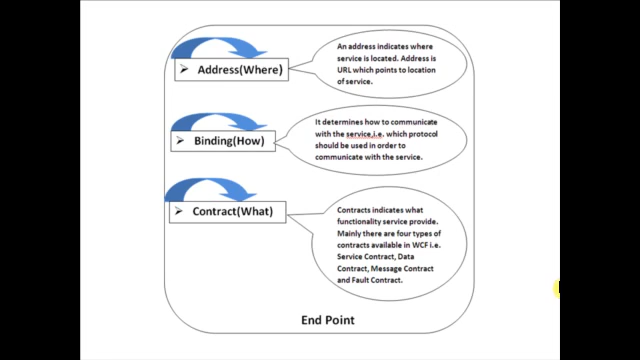 An address indicates where
service is located. Address is
URL which points to location
of service.
Address(Where)
It determines how to communicate
with the service,i.e. which protocol
should be used in order to
communicate with the service.
Binding(How)
Contracts indicates what
functionality service provide.
Mainly there are four types of
contracts available in WCF i.e.
Service Contract, Data
Contract, Message Contract
and Fault Contract.
Contract(What)
End Point